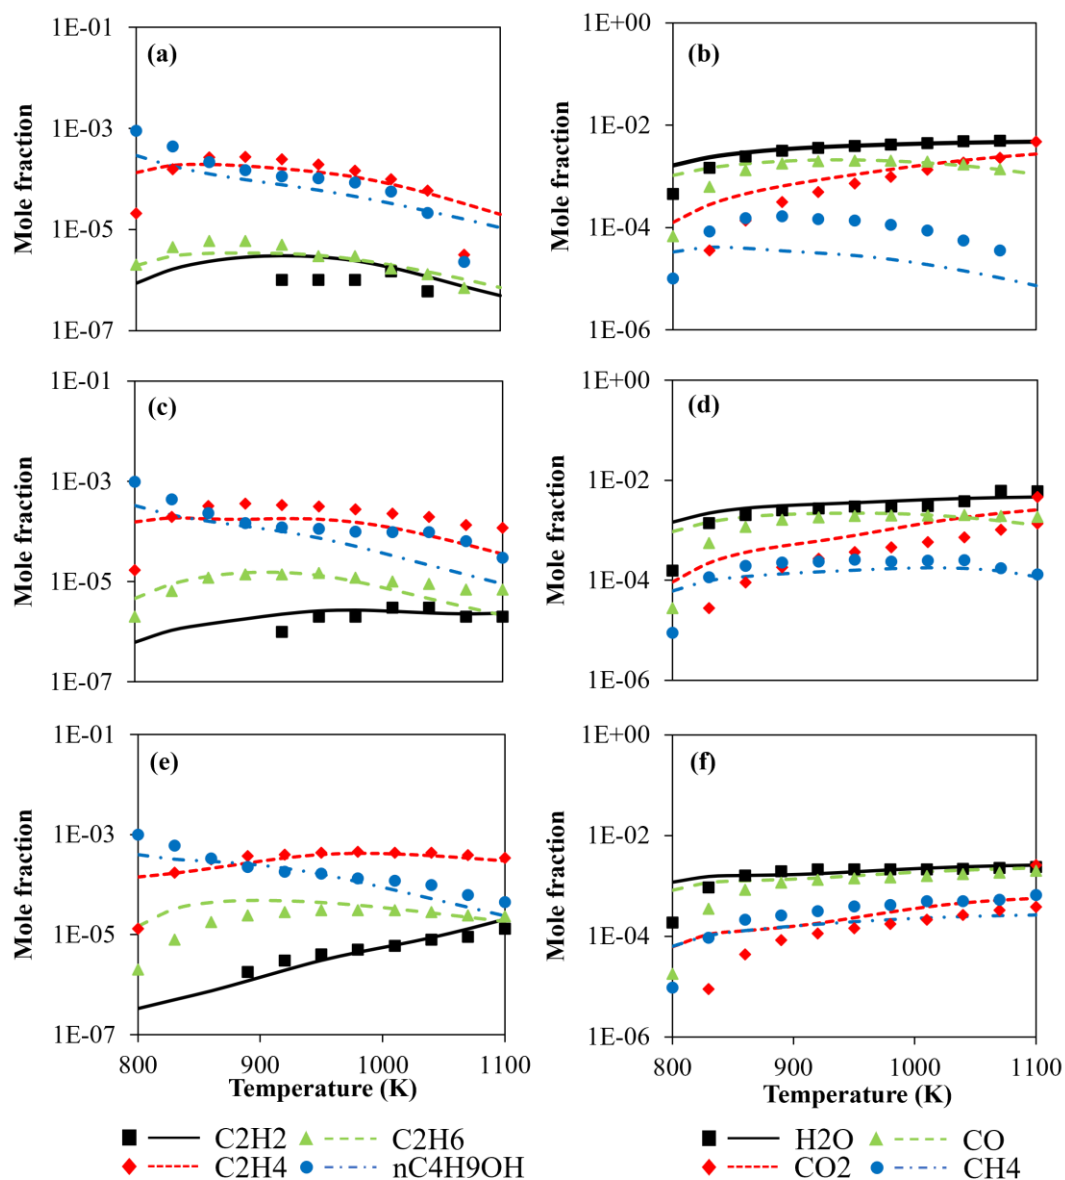 1E-01
(a)
1E-03
1E-05
1E-07
Mole fraction
1E+00
(b)
1E-02
1E-04
1E-06
Mole fraction
1E-01
(c)
1E-03
1E-05
1E-07
Mole fraction
1E+00
(d)
1E-02
1E-04
1E-06
Mole fraction
1E-01
(e)
1E-03
1E-05
1E-07
Mole fraction
800 900 1000 1100
Temperature (K)
1E+00
(f)
1E-02
1E-04
1E-06
Mole fraction
800 900 1000 1100
Temperature (K)
C2H2 C2H6
C2H4 nC4H9OH
H2O CO
CO2 CH4